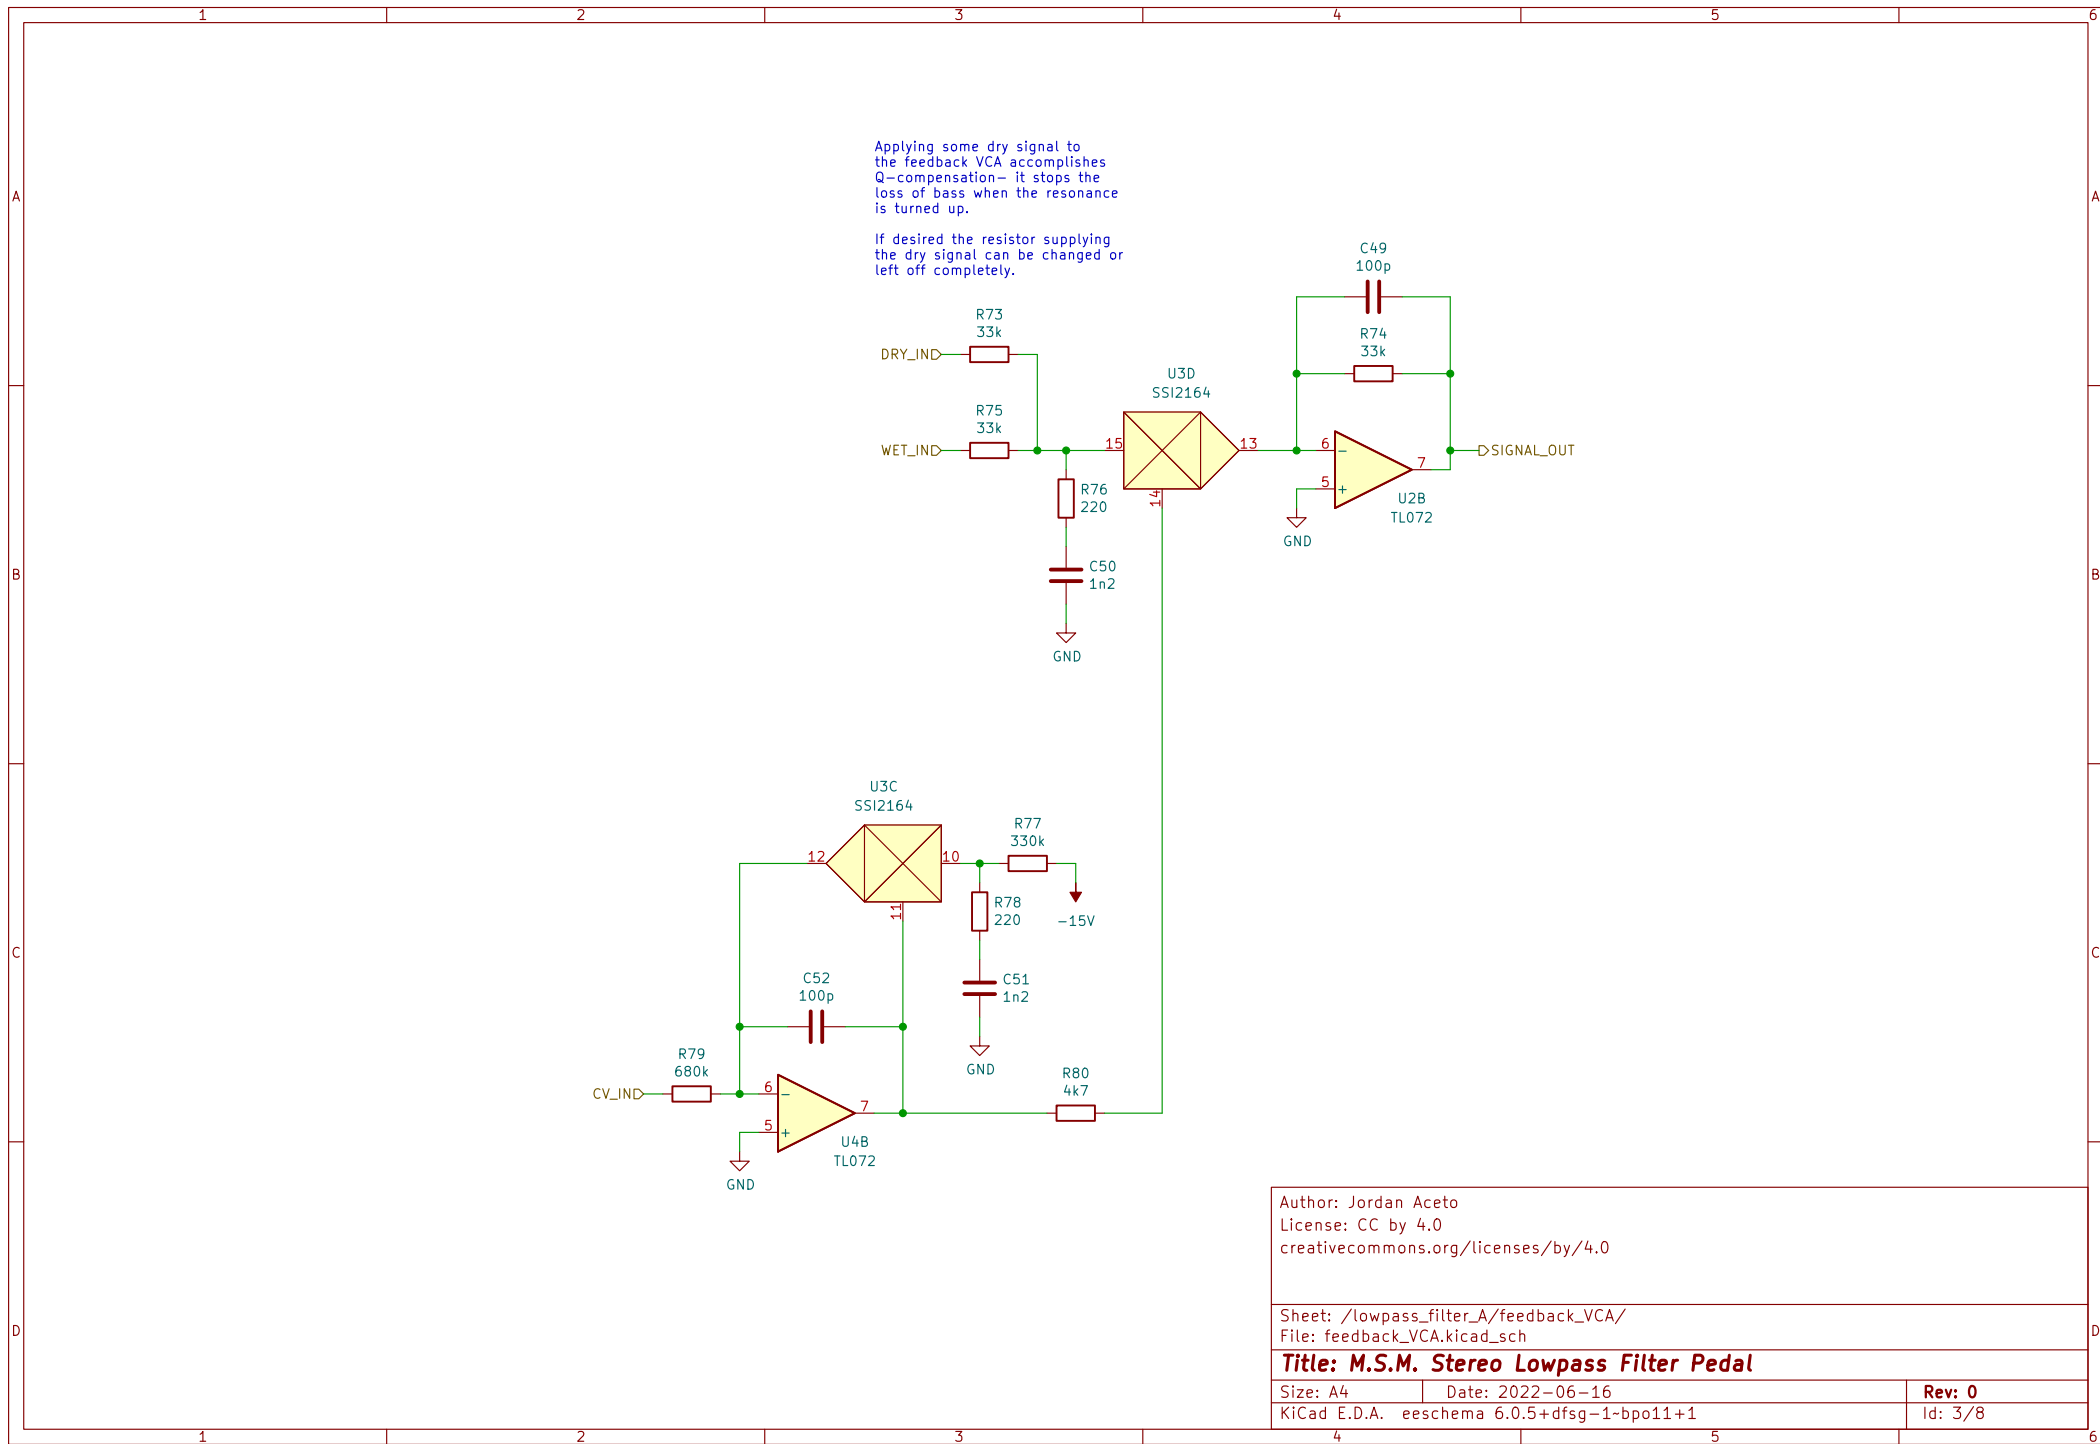 1 2 3 4 5 6
Applying some dry signal to
the feedback VCA accomplishes
Q-compensation- it stops the
loss of bass when the resonance
is turned up.
If desired the resistor supplying
the dry signal can be changed or
left off completely.
A A
C49
100p
R73
33k
DRY_IN
R74
33k
U3D
SSI2164
R75
33k
WET_IN
15
13
14
6
-
7
5
+
SIGNAL_OUT
U2B
TL072
GND
R76
220
C50
1n2
GND
B B
U3C
SSI2164
12
10
11
R77
330k
-15V
R78
220
C51
1n2
GND
C C
C52
100p
R79
680k
CV_IN
6
-
7
5
+
U4B
TL072
GND
R80
4k7
Author: Jordan Aceto
License: CC by 4.0
creativecommons.org/licenses/by/4.0
Sheet: /lowpass_filter_A/feedback_VCA/
File: feedback_VCA.kicad_sch
D D
Title: M.S.M. Stereo Lowpass Filter Pedal
Size: A4 Date: 2022-06-16 Rev: 0
KiCad E.D.A. eeschema 6.0.5+dfsg-1~bpo11+1 Id: 3/8
1 2 3 4 5 6